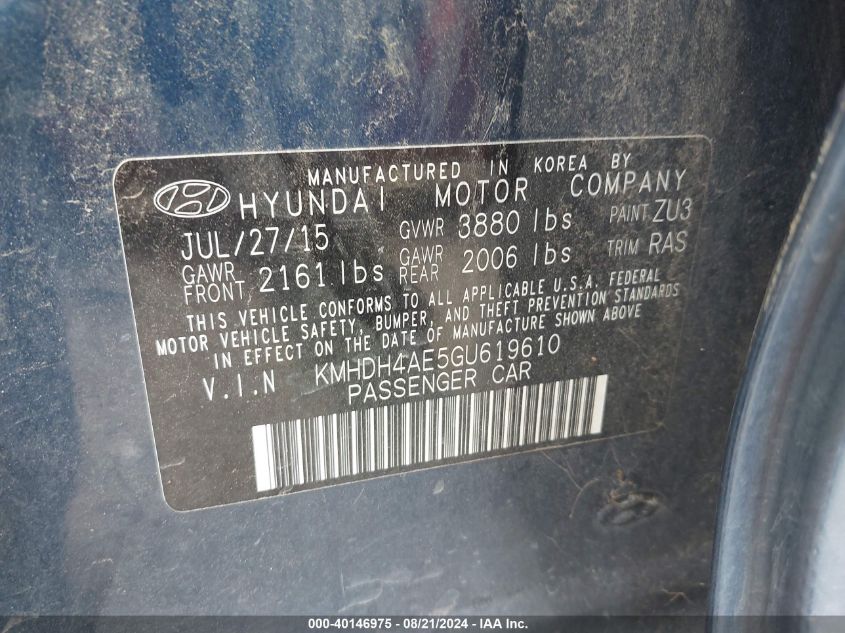 MANUFACTURED IN KOREA BY
HYUNDAI MOTOR COMPANY
JUL/27/15 GVWR 3880 lbs PAINT ZU3
GAWR FRONT 2161 lbs GAWR REAR 2006 lbs TRIM RAS
THIS VEHICLE CONFORMS TO ALL APPLICABLE U.S.A. FEDERAL
MOTOR VEHICLE SAFETY, BUMPER, AND THEFT PREVENTION STANDARDS
IN EFFECT ON THE DATE OF MANUFACTURE SHOWN ABOVE
V.I.N KMHDH4AE5GU619610
PASSENGER CAR
000-40146975 - 08/21/2024 - IAA Inc.